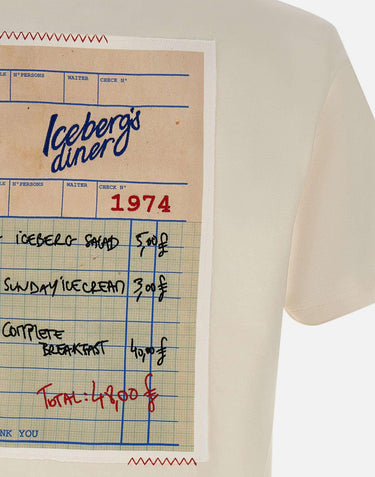 N°PERSONS WAITER CHECK N°
Iceberg's
diner
N°PERSONS WAITER CHECK N°
1974
- ICEBERG SALAD 5,00 £
SUNDAY ICECREAM 3,00 £
COMPLETE
BREAKFAST 40,00 £
TOTAL: 48,00 £
NK YOU